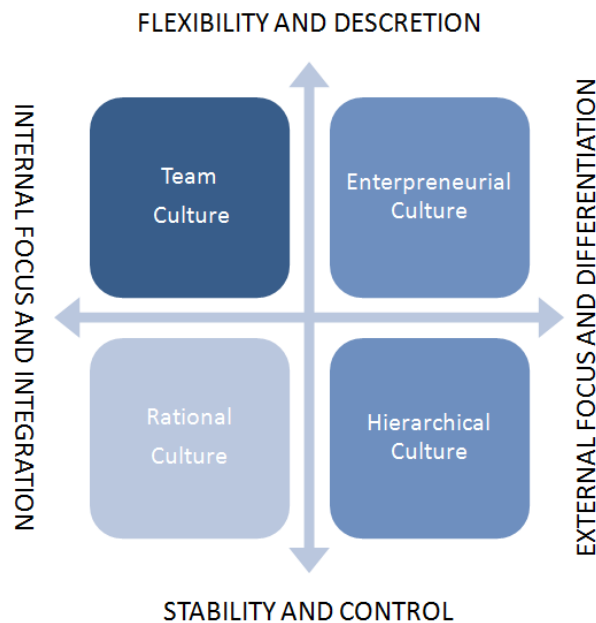 FLEXIBILITY AND DESCRETION
INTERNAL FOCUS AND INTEGRATION
Team
Culture
Enterpreneurial
Culture
EXTERNAL FOCUS AND DIFFERENTIATION
Rational
Culture
Hierarchical
Culture
STABILITY AND CONTROL